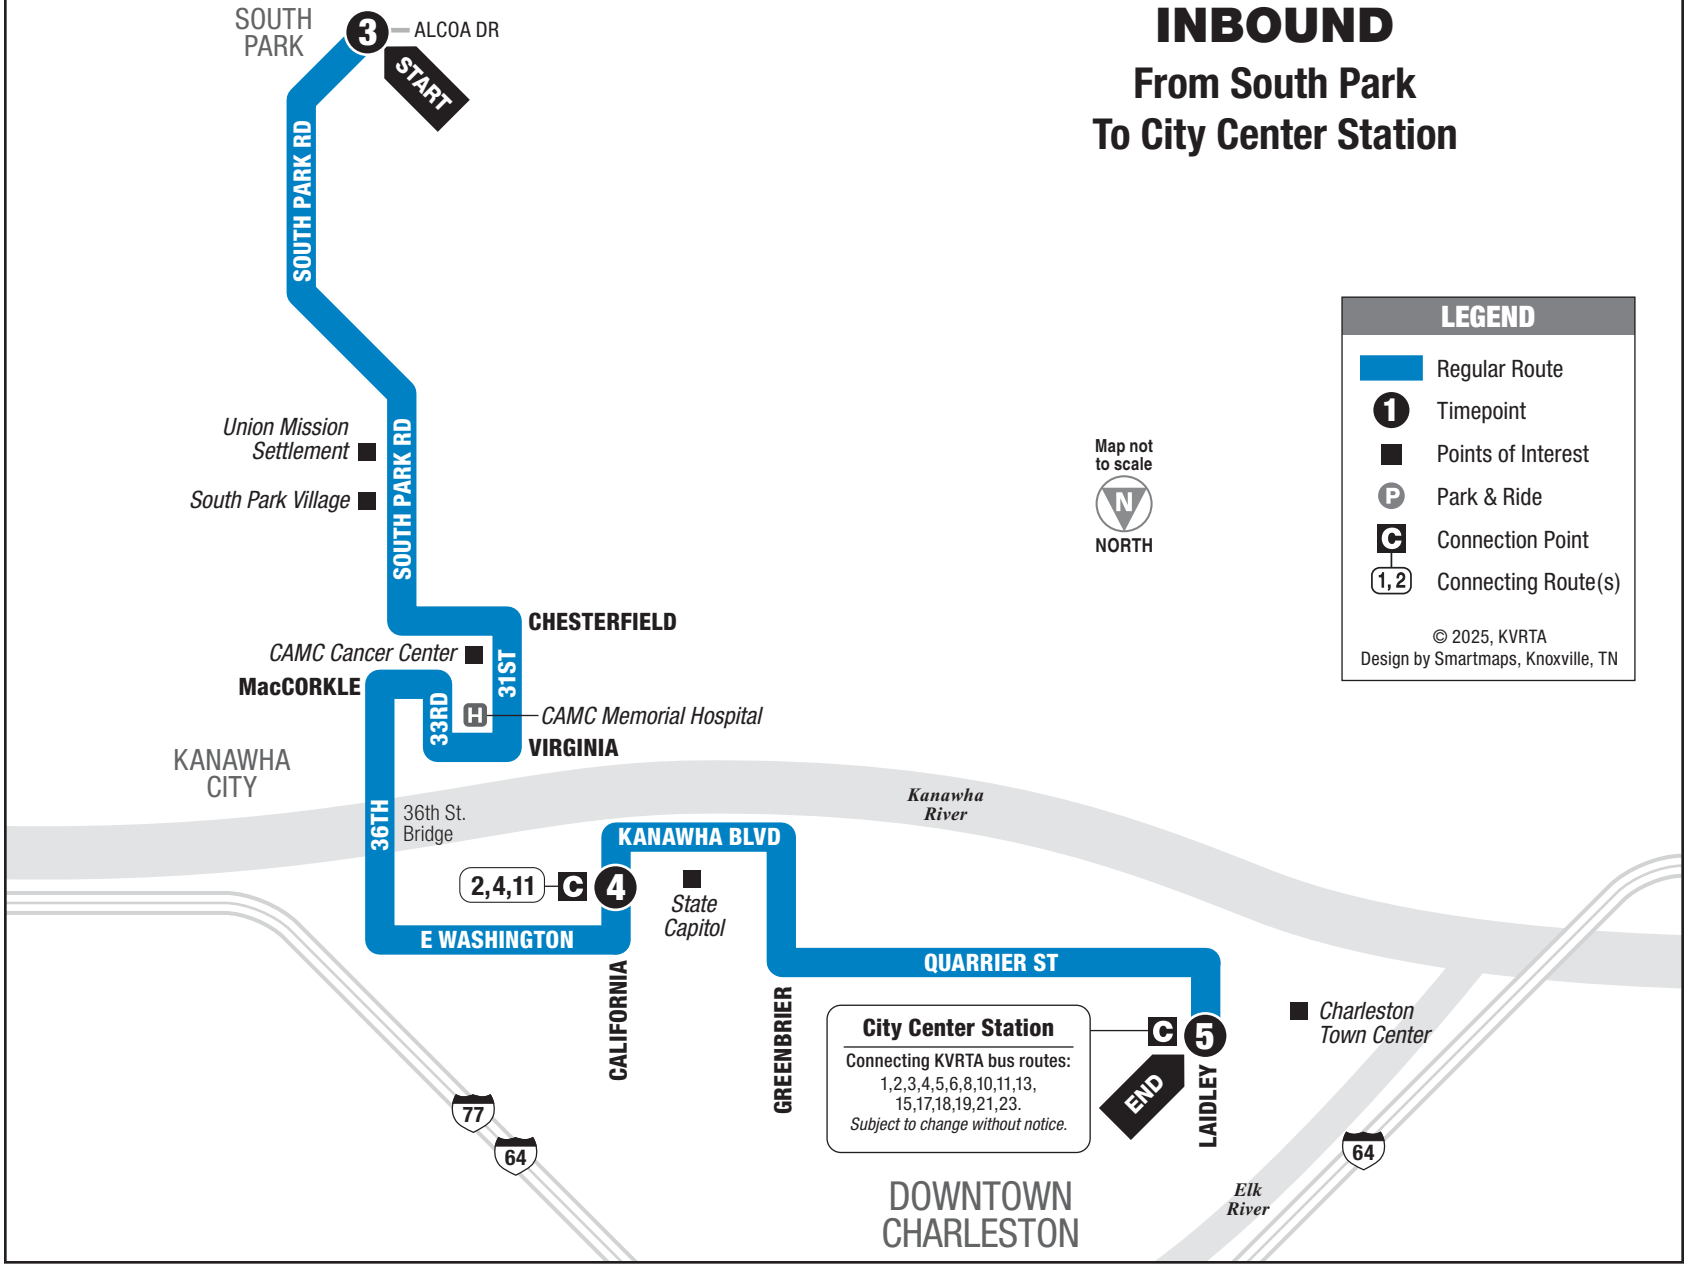 INBOUND
From South Park
To City Center Station
SOUTH
PARK
3
ALCOA DR
START
SOUTH PARK RD
LEGEND
Regular Route
1
Timepoint
Points of Interest
P
Park & Ride
C
Connection Point
1, 2
Connecting Route(s)
© 2025, KVRTA
Design by Smartmaps, Knoxville, TN
Union Mission
Settlement
South Park Village
SOUTH PARK RD
Map not
to scale
N
NORTH
CHESTERFIELD
CAMC Cancer Center
31ST
MacCORKLE
33RD
H
CAMC Memorial Hospital
VIRGINIA
KANAWHA
CITY
36TH
36th St.
Bridge
Kanawha
River
KANAWHA BLVD
2,4,11
C
4
State
Capitol
E WASHINGTON
CALIFORNIA
GREENBRIER
QUARRIER ST
City Center Station
Connecting KVRTA bus routes:
1,2,3,4,5,6,8,10,11,13,
15,17,18,19,21,23.
Subject to change without notice.
C
5
END
LAIDLEY
Charleston
Town Center
77
64
64
Elk
River
DOWNTOWN
CHARLESTON